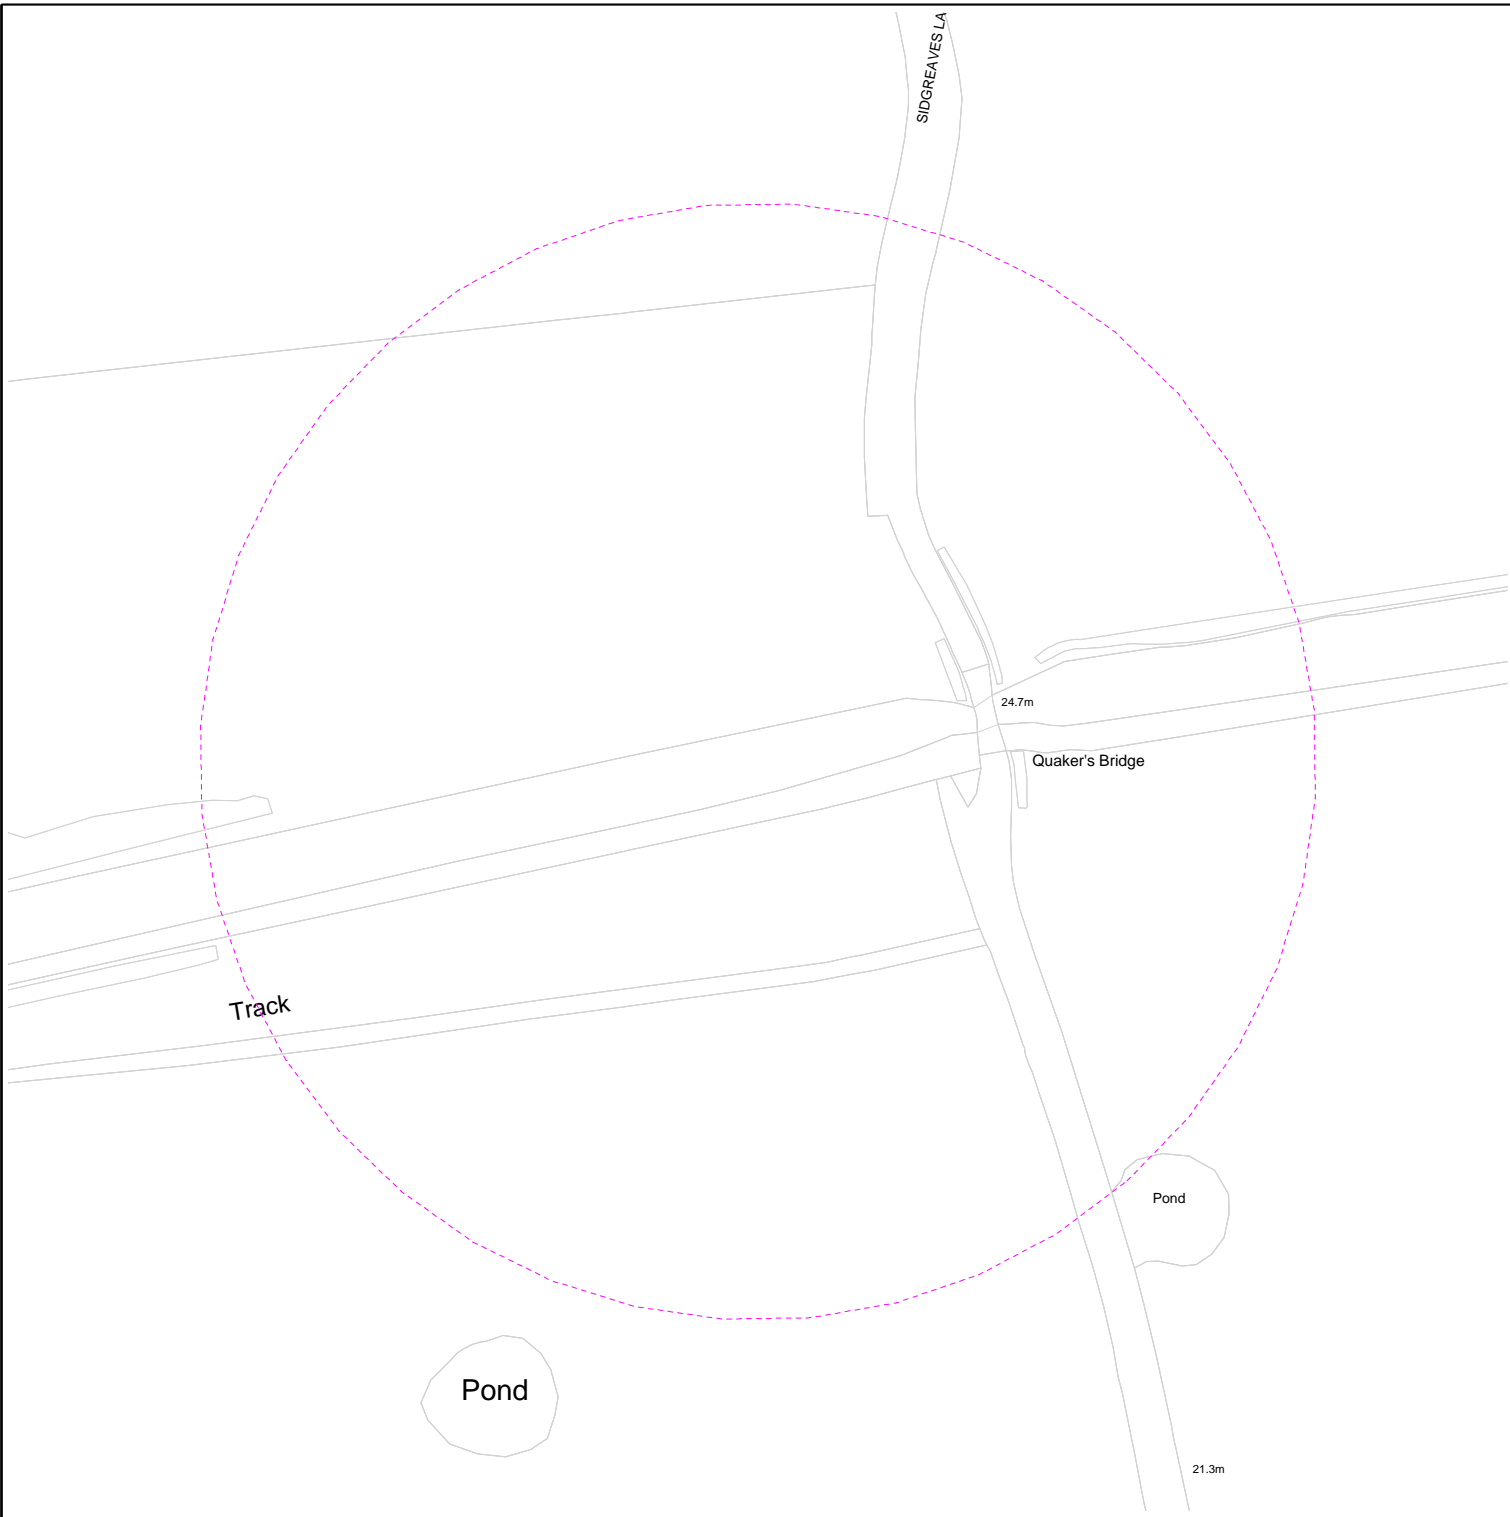 SIDGREAVES LA
24.7m
Quaker's Bridge
Track
Pond
Pond
21.3m